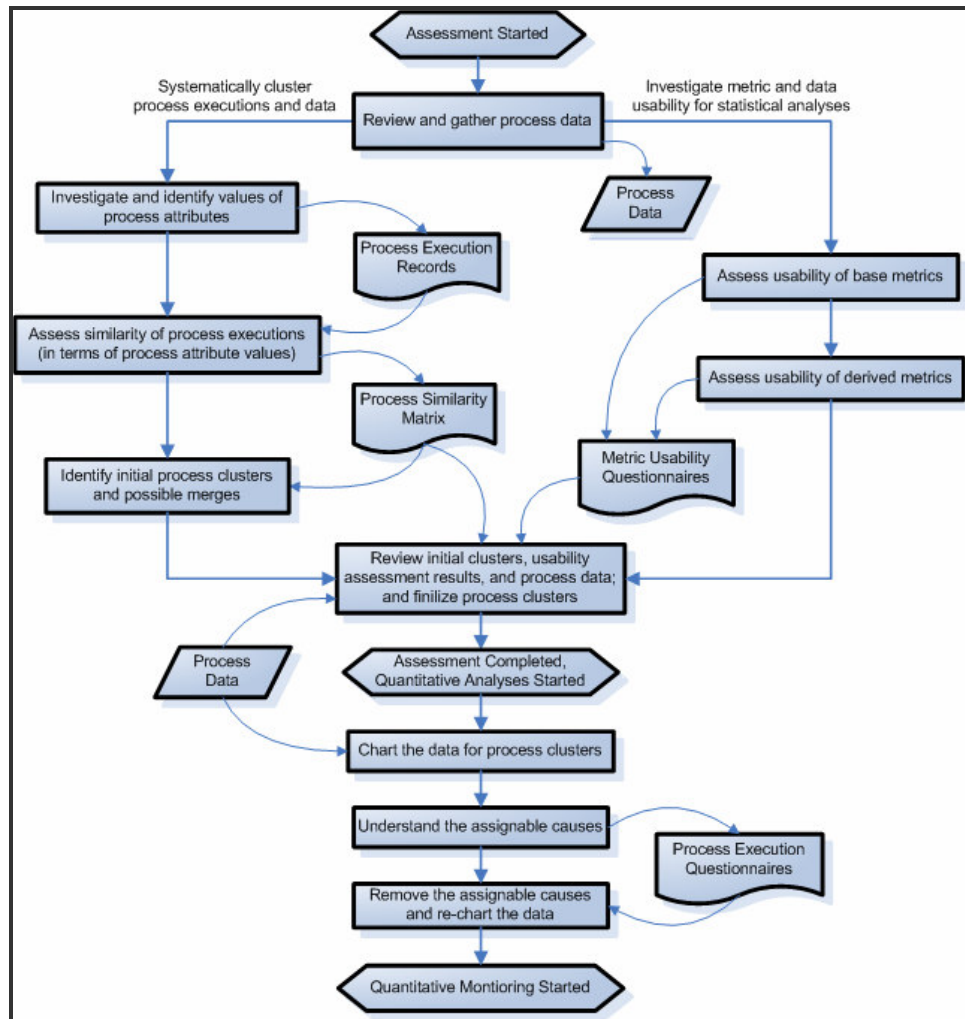 Assessment Started
Systematically cluster
process executions and data
Investigate metric and data
usability for statistical analyses
Review and gather process data
Process
Data
Investigate and identify values of
process attributes
Process Execution
Records
Assess usability of base metrics
Assess similarity of process executions
(in terms of process attribute values)
Assess usability of derived metrics
Process Similarity
Matrix
Metric Usability
Questionnaires
Identify initial process clusters
and possible merges
Review initial clusters, usability
assessment results, and process data;
and finilize process clusters
Process
Data
Assessment Completed,
Quantitative Analyses Started
Chart the data for process clusters
Understand the assignable causes
Process Execution
Questionnaires
Remove the assignable causes
and re-chart the data
Quantitative Montioring Started